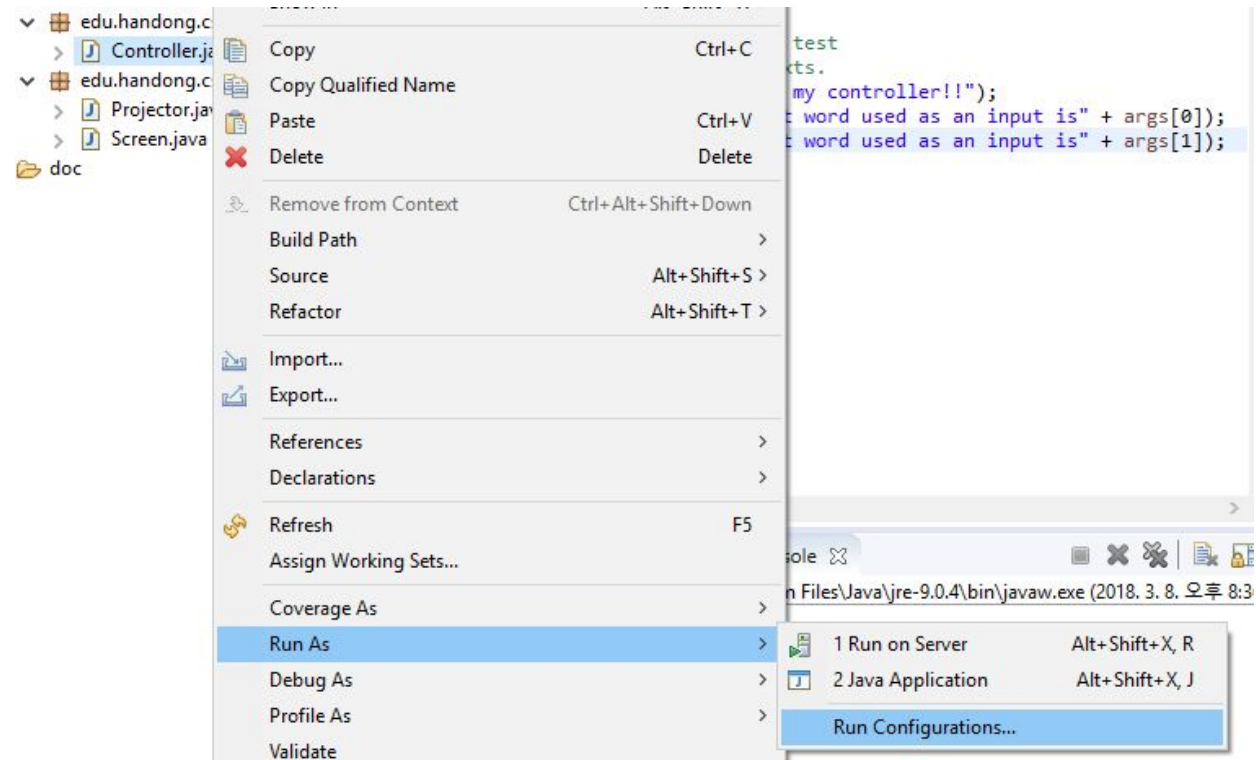 edu.handong.c
Controller.ja
edu.handong.c
Projector.jav
Screen.java
doc
Copy Ctrl+C
Copy Qualified Name
Paste Ctrl+V
Delete Delete
Remove from Context Ctrl+Alt+Shift+Down
Build Path
Source Alt+Shift+S
Refactor Alt+Shift+T
Import...
Export...
References
Declarations
Refresh F5
Assign Working Sets...
Coverage As
Run As
Debug As
Profile As
Validate
1 Run on Server Alt+Shift+X, R
2 Java Application Alt+Shift+X, J
Run Configurations...
test
xts.
my controller!!");
t word used as an input is" + args[0]);
t word used as an input is" + args[1]);
sole
m Files\Java\jre-9.0.4\bin\javaw.exe (2018. 3. 8. 오후 8:3